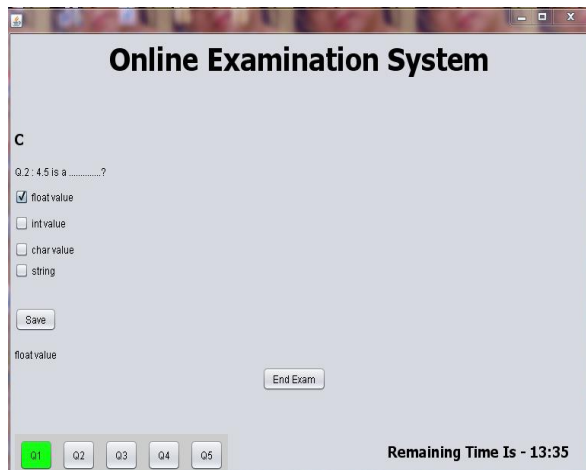 Online Examination System
C
Q.2 : 4.5 is a .............?
float value
int value
char value
string
Save
float value
End Exam
Q1 Q2 Q3 Q4 Q5
Remaining Time Is - 13:35